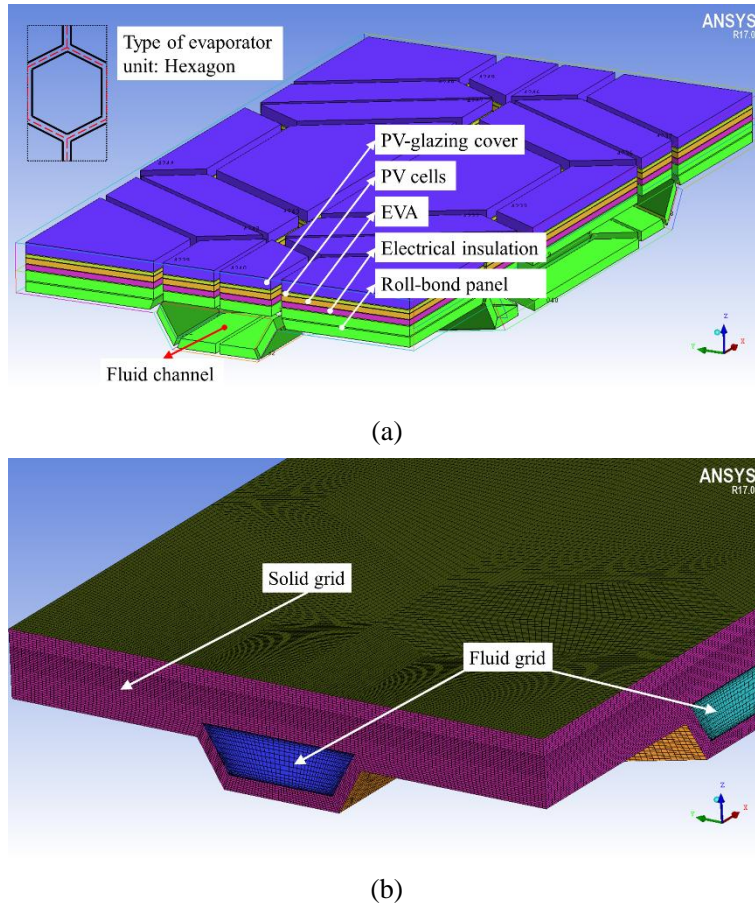 ANSYS
R17.0
Type of evaporator
unit: Hexagon
PV-glazing cover
PV cells
EVA
Electrical insulation
Roll-bond panel
Fluid channel
Z
Y
X
(a)
ANSYS
R17.0
Solid grid
Fluid grid
Z
Y
X
(b)